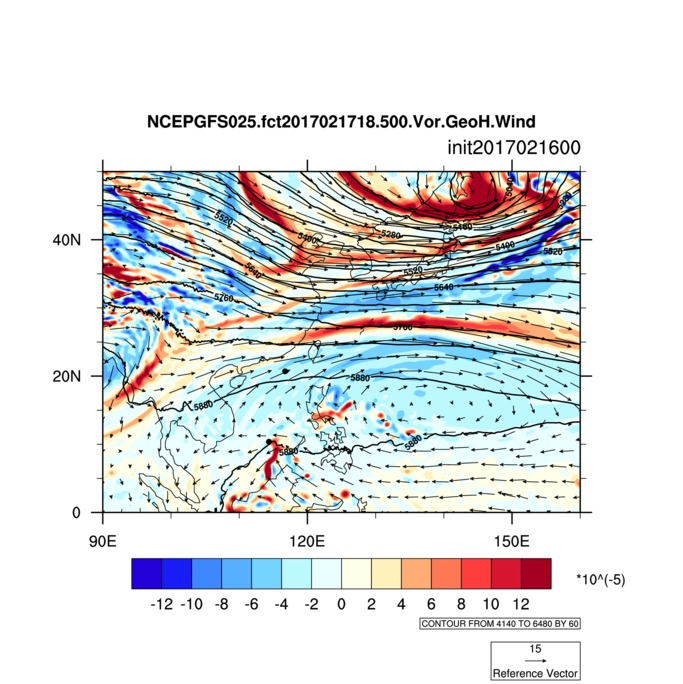 NCEPGFS025.fct2017021718.500.Vor.GeoH.Wind
init2017021600
40N
20N
0
90E 120E 150E
5520
5400
5280
5460
5400
5520
5640
5520
5640
5760
5700
5880
5880
5880
5880
-12 -10 -8 -6 -4 -2 0 2 4 6 8 10 12
*10^(-5)
CONTOUR FROM 4140 TO 6480 BY 60
15
Reference Vector